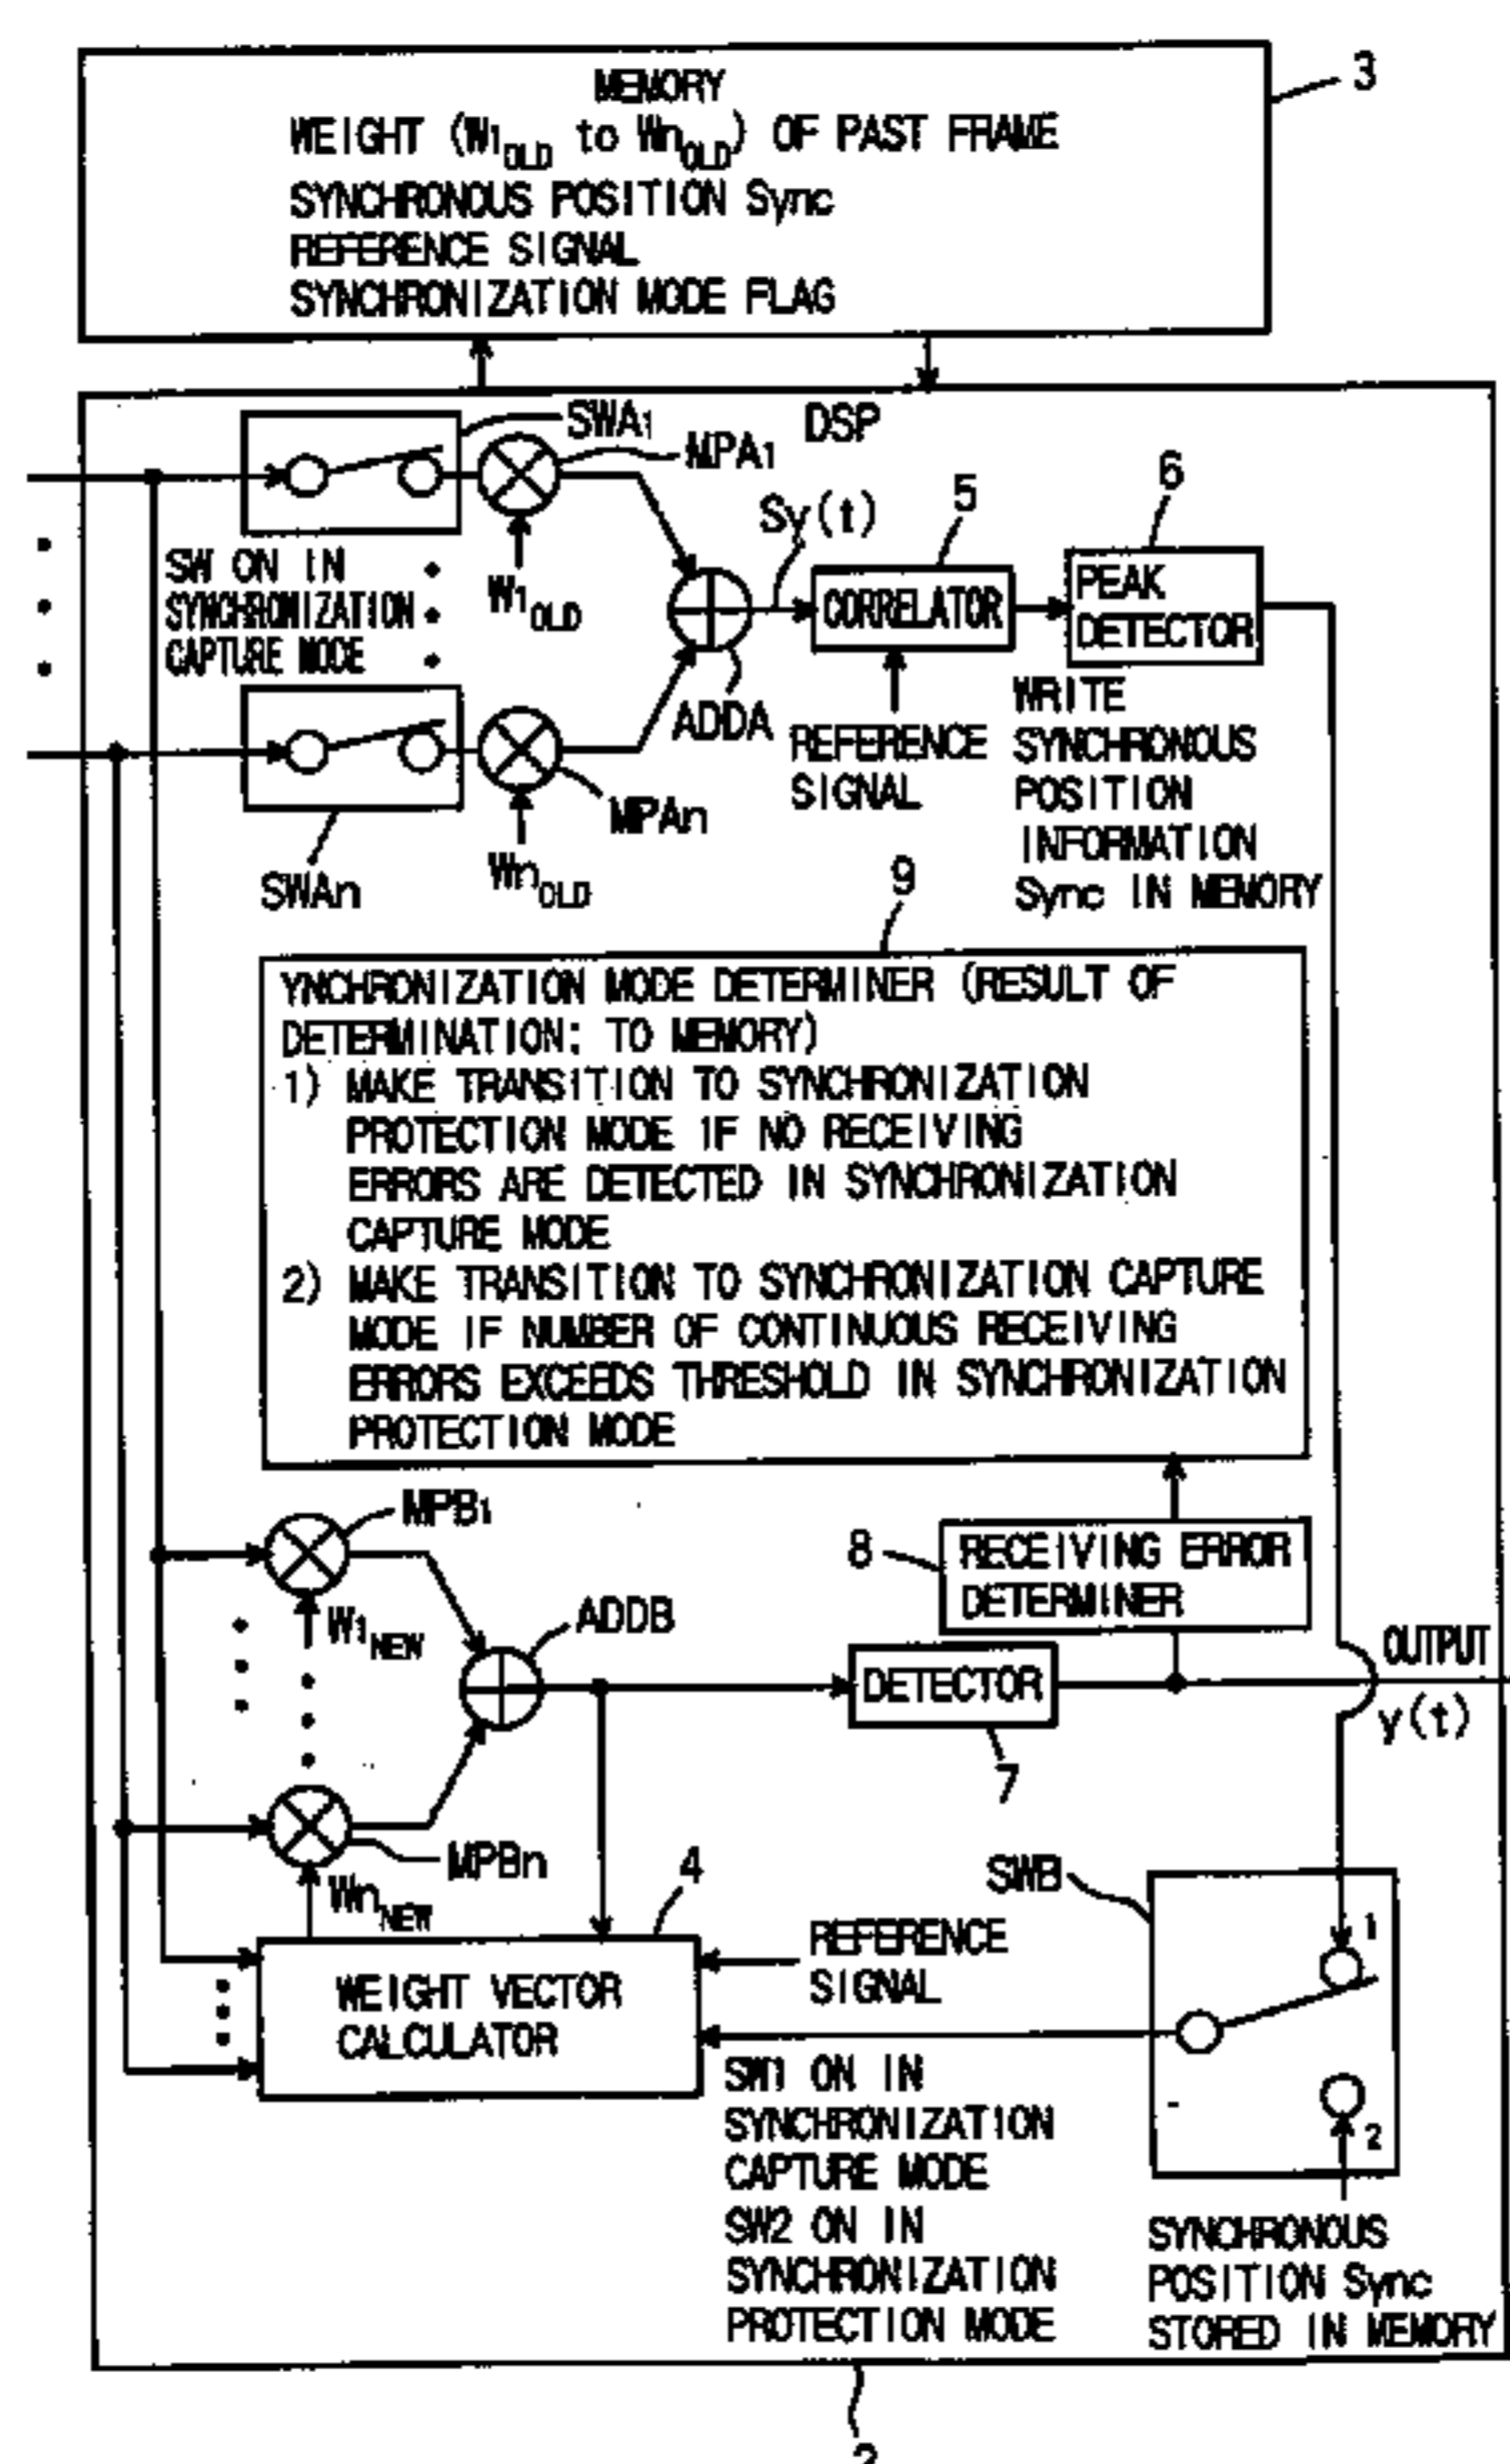 MEMORY
WEIGHT (W1OLD to WnOLD) OF PAST FRAME
SYNCHRONOUS POSITION Sync
REFERENCE SIGNAL
SYNCHRONIZATION MODE FLAG
3
DSP
SWA1
MPA1
SW ON IN
SYNCHRONIZATION
CAPTURE MODE
W1OLD
Sy(t)
5
CORRELATOR
6
PEAK
DETECTOR
ADDA
REFERENCE
SIGNAL
WRITE
SYNCHRONOUS
POSITION
INFORMATION
Sync IN MEMORY
MPAn
SWAn
WnOLD
9
YNCHRONIZATION MODE DETERMINER (RESULT OF
DETERMINATION: TO MEMORY)
1) MAKE TRANSITION TO SYNCHRONIZATION
PROTECTION MODE IF NO RECEIVING
ERRORS ARE DETECTED IN SYNCHRONIZATION
CAPTURE MODE
2) MAKE TRANSITION TO SYNCHRONIZATION CAPTURE
MODE IF NUMBER OF CONTINUOUS RECEIVING
ERRORS EXCEEDS THRESHOLD IN SYNCHRONIZATION
PROTECTION MODE
MPB1
8
RECEIVING ERROR
DETERMINER
W1NEW
ADDB
DETECTOR
7
OUTPUT
y(t)
MPBn
WnNEW
4
WEIGHT VECTOR
CALCULATOR
REFERENCE
SIGNAL
SWB
1
2
SW1 ON IN
SYNCHRONIZATION
CAPTURE MODE
SW2 ON IN
SYNCHRONIZATION
PROTECTION MODE
SYNCHRONOUS
POSITION Sync
STORED IN MEMORY
2